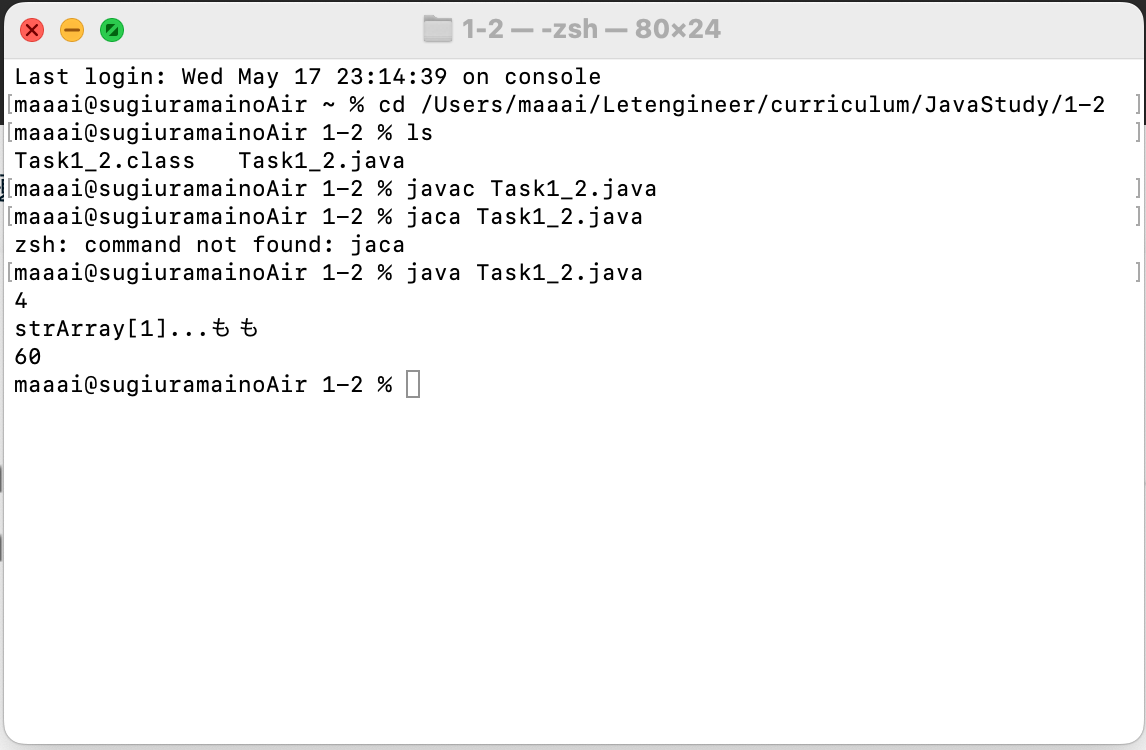 1-2 — -zsh — 80×24
Last login: Wed May 17 23:14:39 on console
[maaai@sugiuramainoAir ~ % cd /Users/maaai/Letengineer/curriculum/JavaStudy/1-2 ]
[maaai@sugiuramainoAir 1-2 % ls ]
Task1_2.class   Task1_2.java
[maaai@sugiuramainoAir 1-2 % javac Task1_2.java ]
[maaai@sugiuramainoAir 1-2 % jaca Task1_2.java ]
zsh: command not found: jaca
[maaai@sugiuramainoAir 1-2 % java Task1_2.java ]
4
strArray[1]...もも
60
maaai@sugiuramainoAir 1-2 %